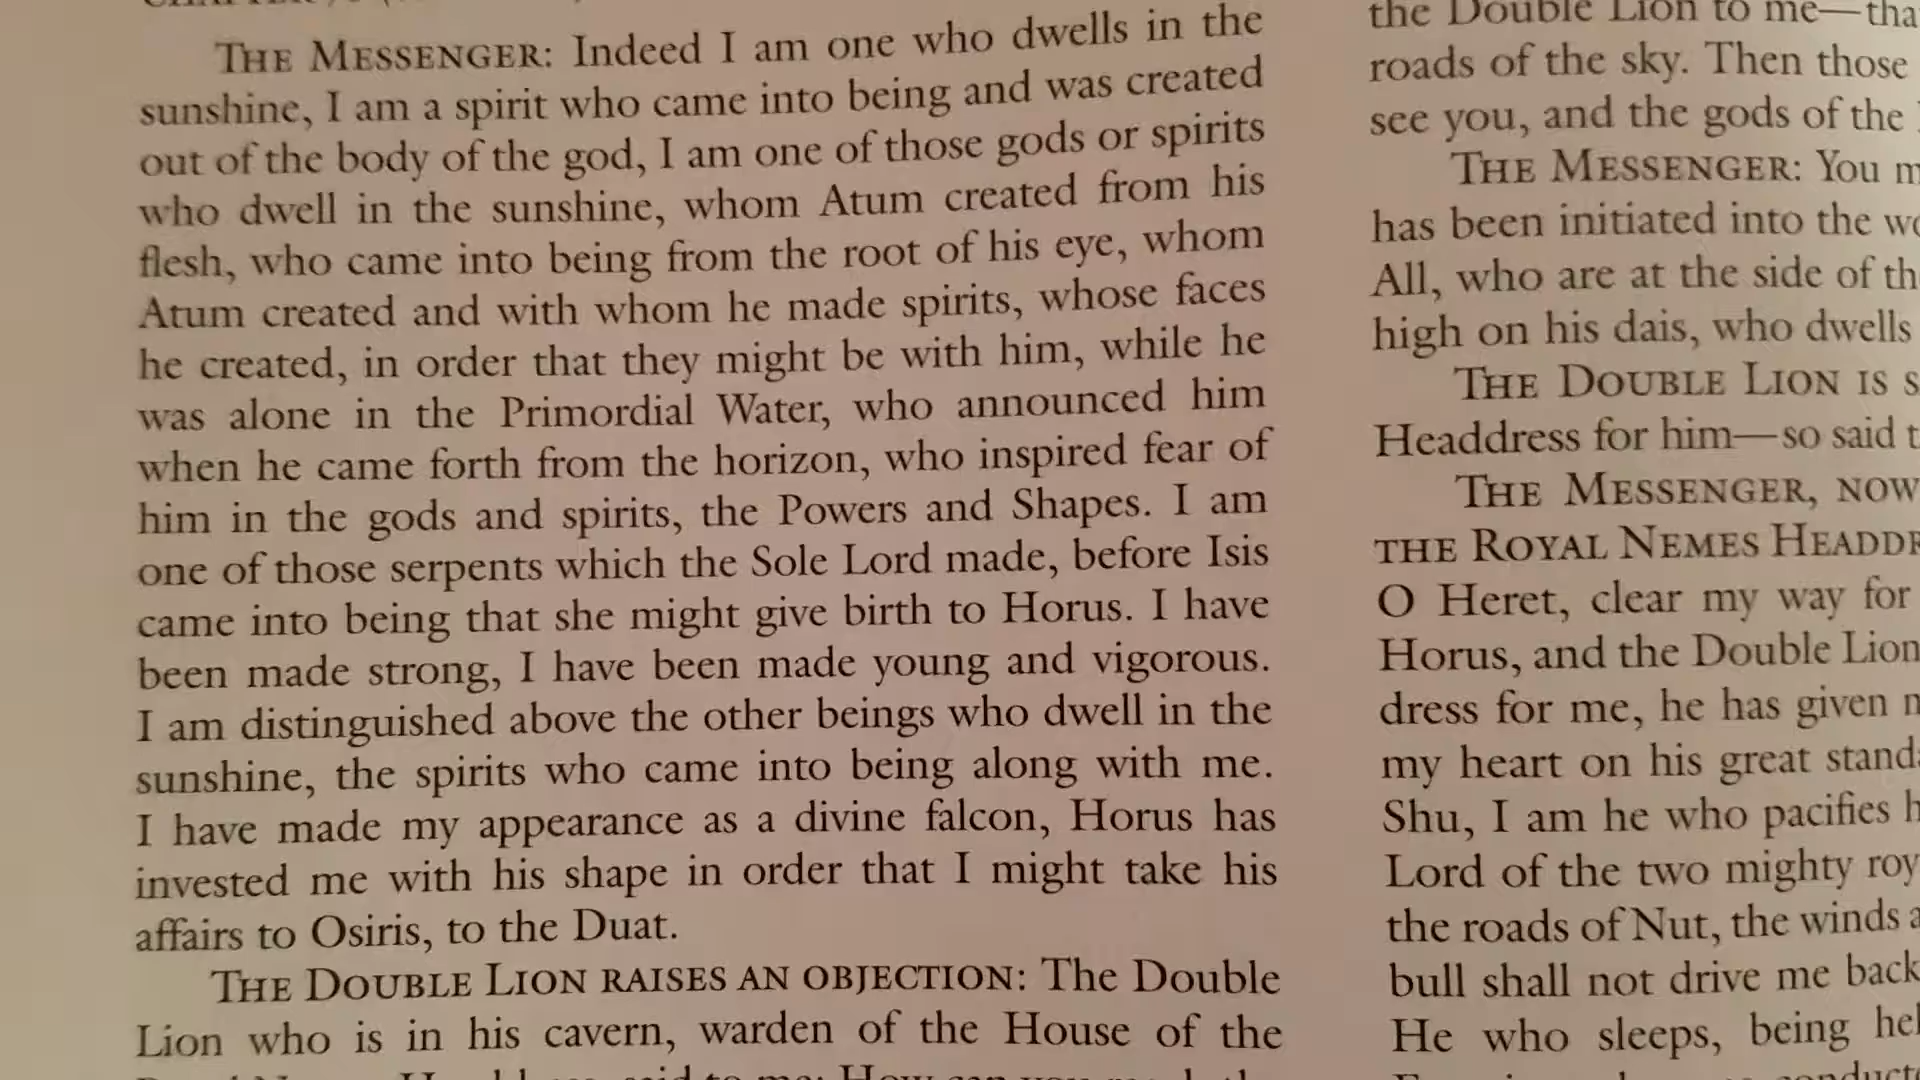 THE MESSENGER: Indeed I am one who dwells in the
sunshine, I am a spirit who came into being and was created
out of the body of the god, I am one of those gods or spirits
who dwell in the sunshine, whom Atum created from his
flesh, who came into being from the root of his eye, whom
Atum created and with whom he made spirits, whose faces
he created, in order that they might be with him, while he
was alone in the Primordial Water, who announced him
when he came forth from the horizon, who inspired fear of
him in the gods and spirits, the Powers and Shapes. I am
one of those serpents which the Sole Lord made, before Isis
came into being that she might give birth to Horus. I have
been made strong, I have been made young and vigorous.
I am distinguished above the other beings who dwell in the
sunshine, the spirits who came into being along with me.
I have made my appearance as a divine falcon, Horus has
invested me with his shape in order that I might take his
affairs to Osiris, to the Duat.
THE DOUBLE LION RAISES AN OBJECTION: The Double
Lion who is in his cavern, warden of the House of the
the Double Lion to me—
roads of the sky. Then those
see you, and the gods of the
THE MESSENGER: You
has been initiated into the
All, who are at the side of
high on his dais, who dwells
THE DOUBLE LION IS
Headdress for him—so said
THE MESSENGER, NOW
THE ROYAL NEMES
O Heret, clear my way for
Horus, and the Double Lion
dress for me, he has given
my heart on his great
Shu, I am he who pacifies
Lord of the two mighty
the roads of Nut, the winds
bull shall not drive me back
He who sleeps, being